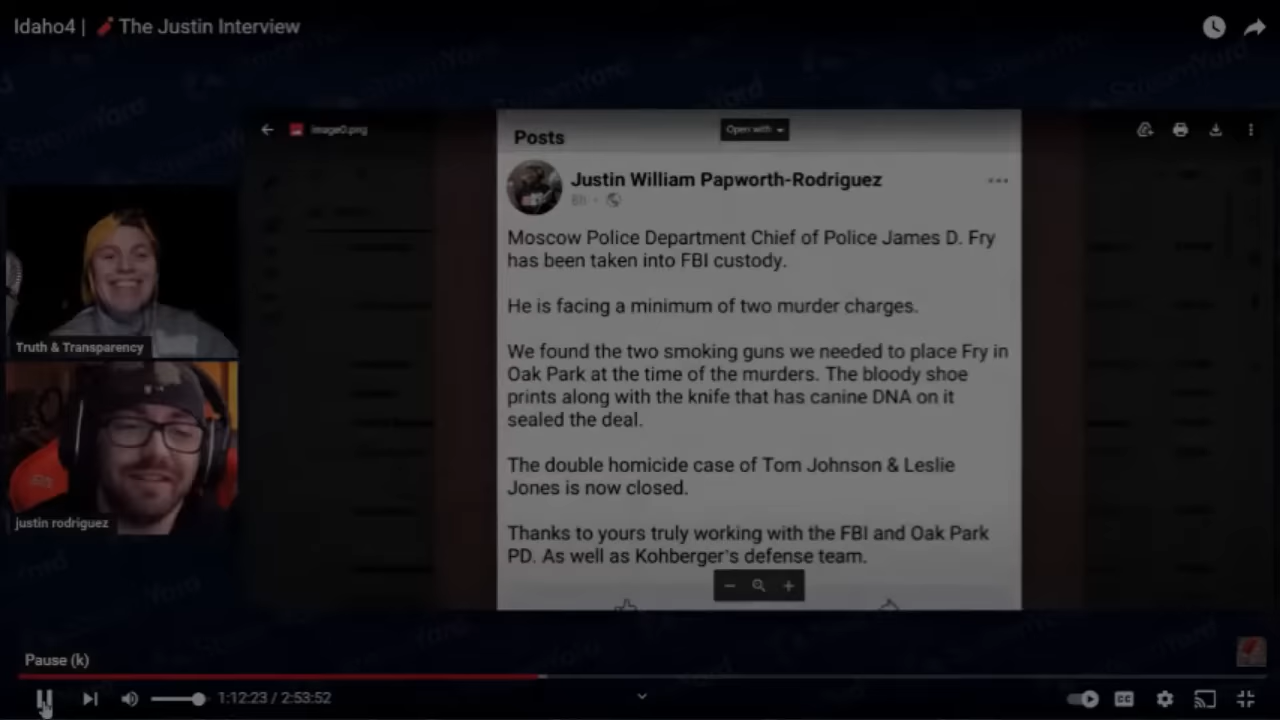 Idaho4 | 🧨 The Justin Interview
image0.png
Open with
Posts
Justin William Papworth-Rodriguez
8h
Moscow Police Department Chief of Police James D. Fry
has been taken into FBI custody.
He is facing a minimum of two murder charges.
We found the two smoking guns we needed to place Fry in
Oak Park at the time of the murders. The bloody shoe
prints along with the knife that has canine DNA on it
sealed the deal.
The double homicide case of Tom Johnson & Leslie
Jones is now closed.
Thanks to yours truly working with the FBI and Oak Park
PD. As well as Kohberger's defense team.
Truth & Transparency
justin rodriguez
Pause (k)
1:12:23 / 2:53:52
CC
StreamYard